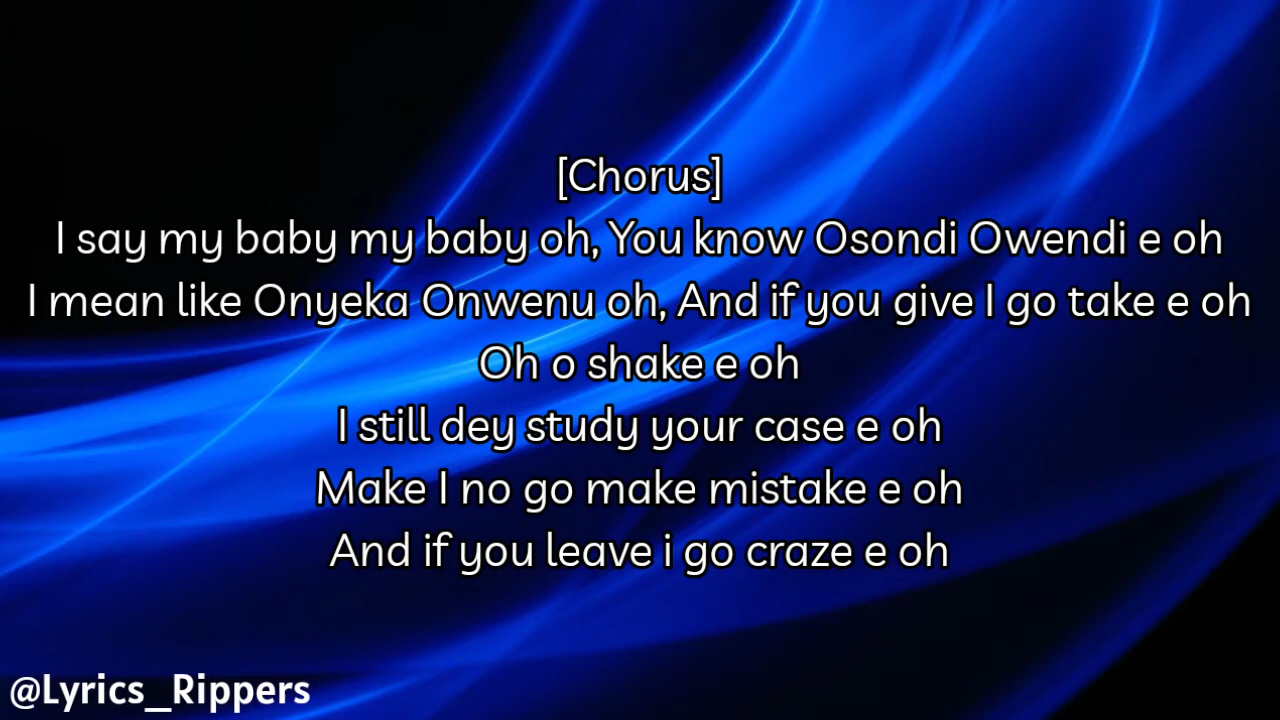 [Chorus]
I say my baby my baby oh, You know Osondi Owendi e oh
I mean like Onyeka Onwenu oh, And if you give I go take e oh
Oh o shake e oh
I still dey study your case e oh
Make I no go make mistake e oh
And if you leave i go craze e oh
@Lyrics_Rippers